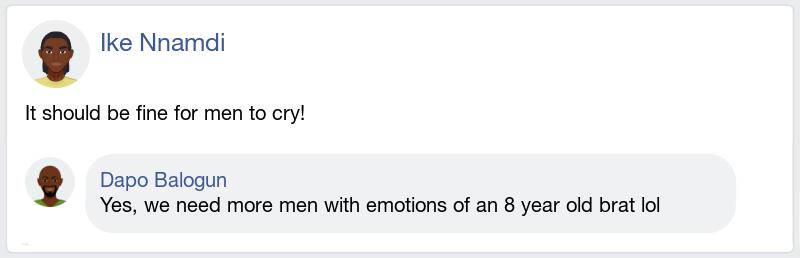 Ike Nnamdi
It should be fine for men to cry!
Dapo Balogun
Yes, we need more men with emotions of an 8 year old brat lol